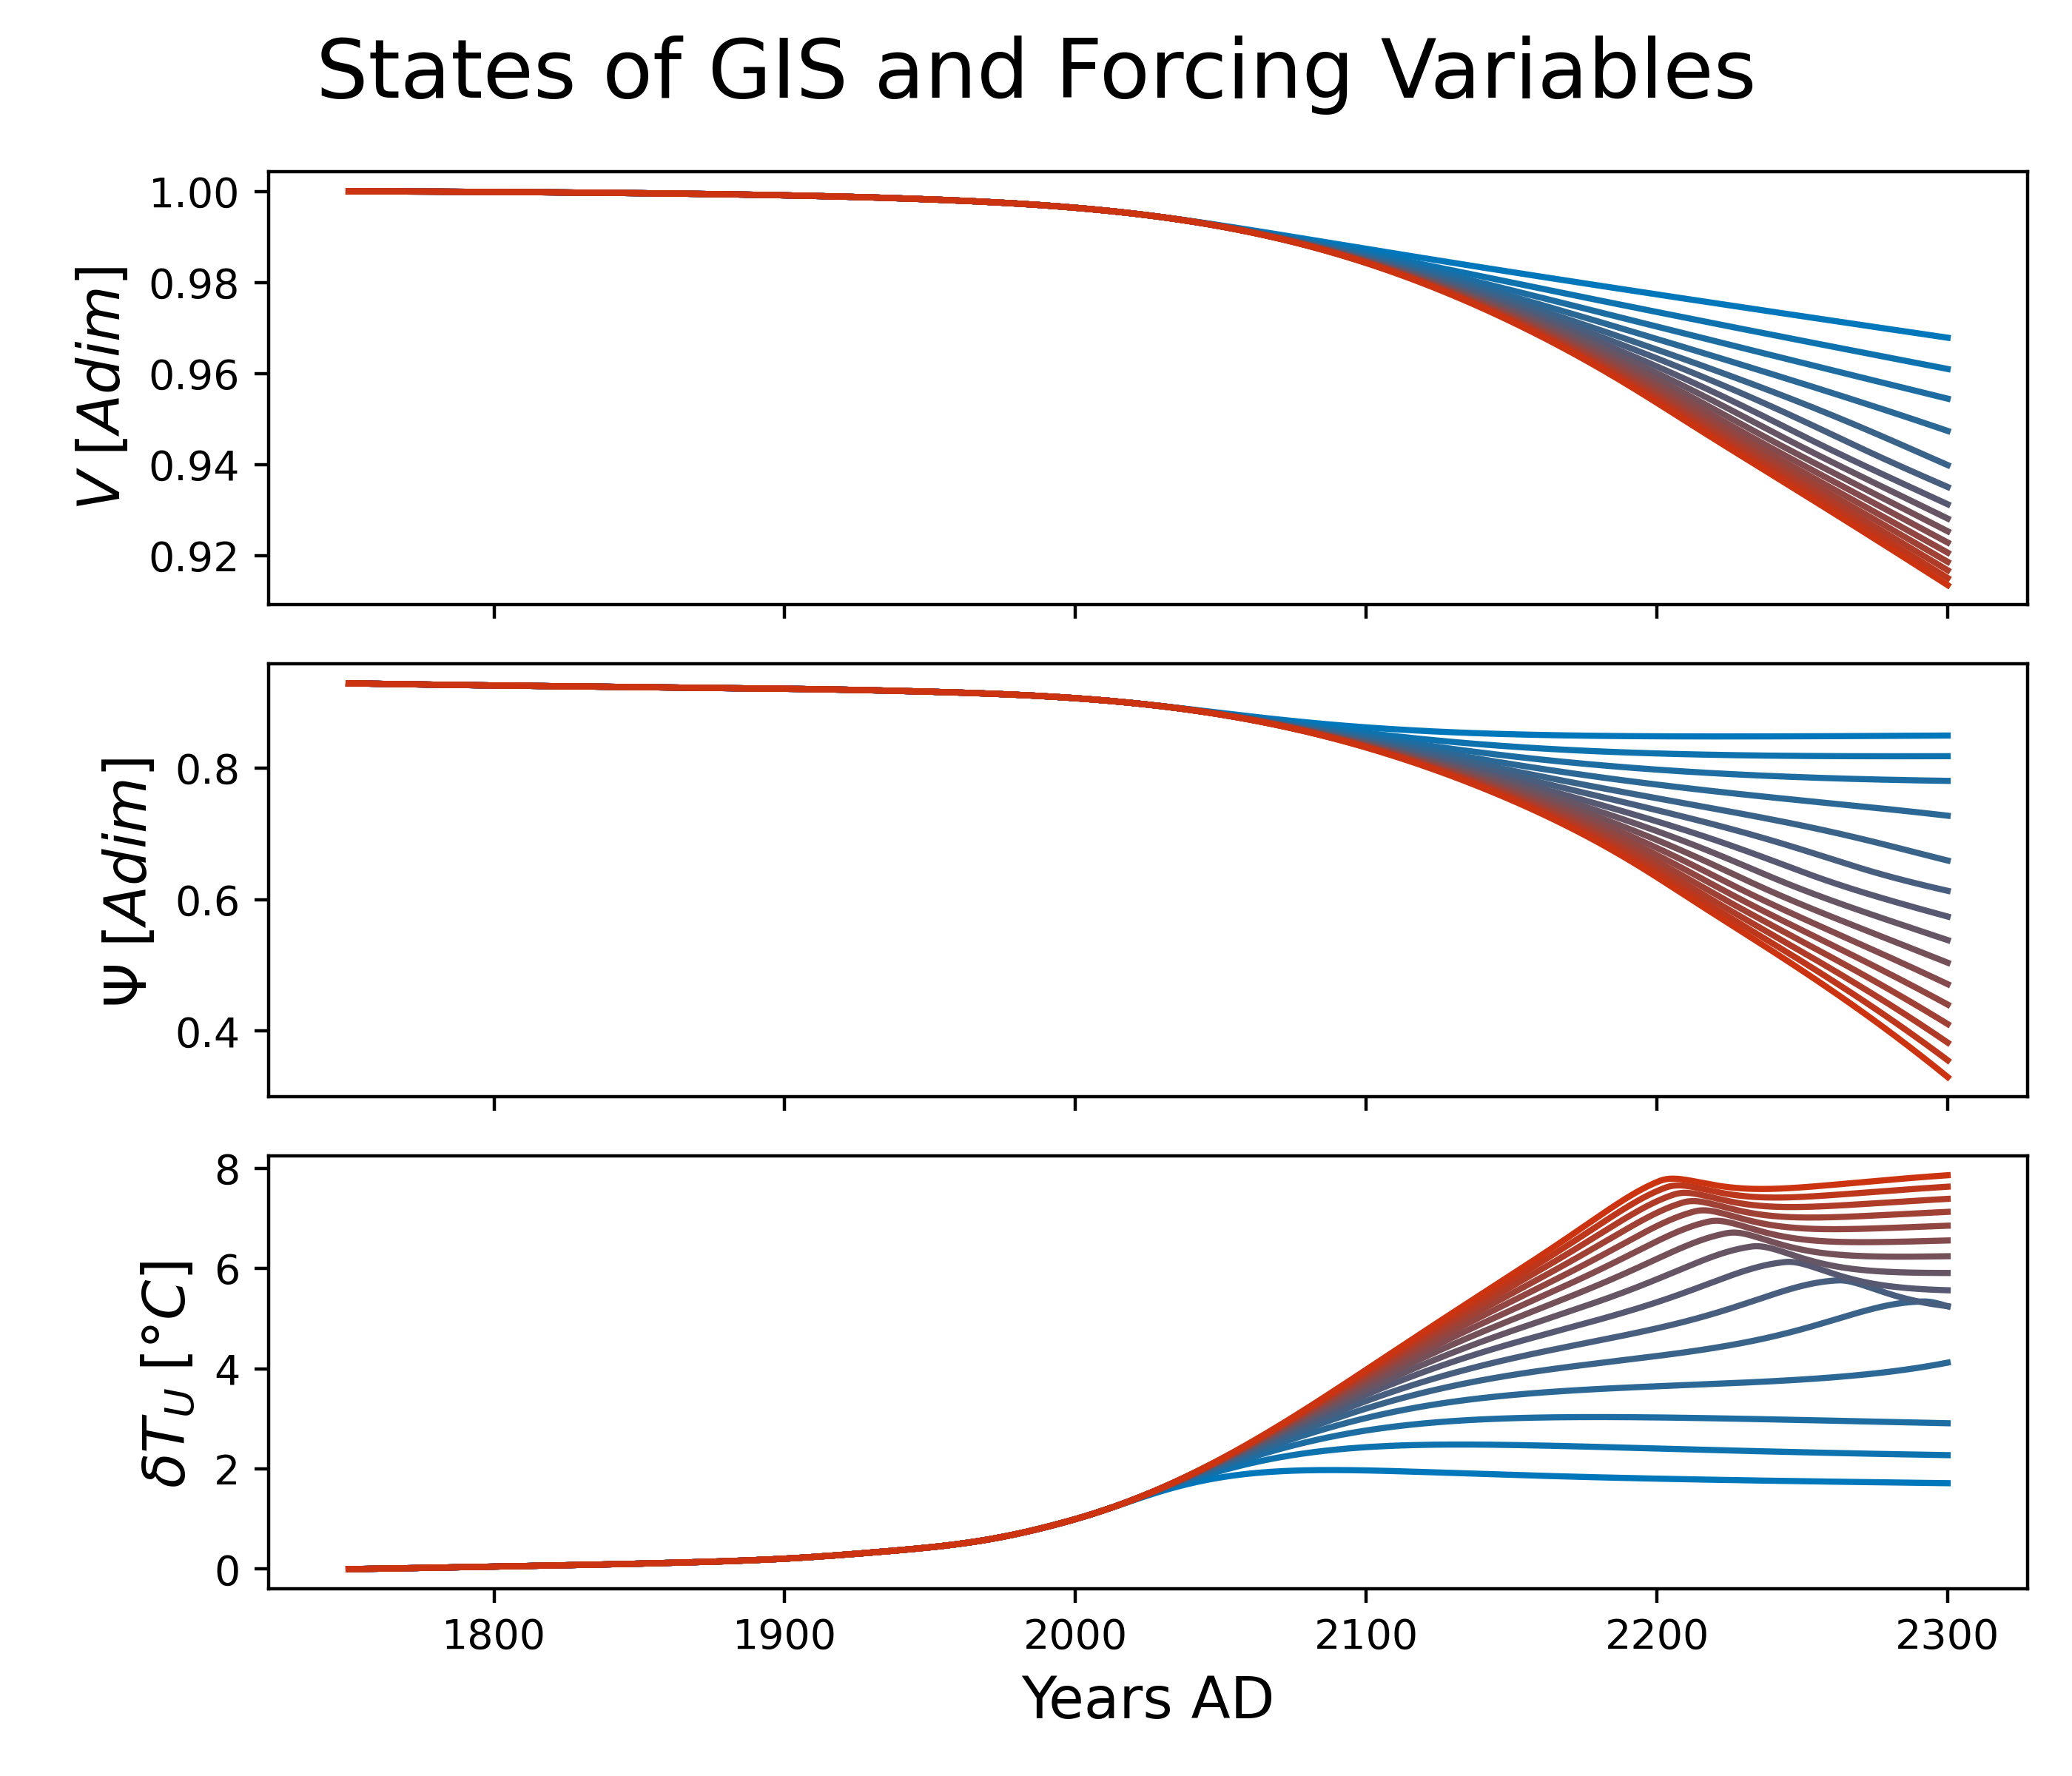 States of GIS and Forcing Variables
V [Adim]
1.00
0.98
0.96
0.94
0.92
Ψ [Adim]
0.8
0.6
0.4
δT_U [°C]
8
6
4
2
0
1800 1900 2000 2100 2200 2300
Years AD